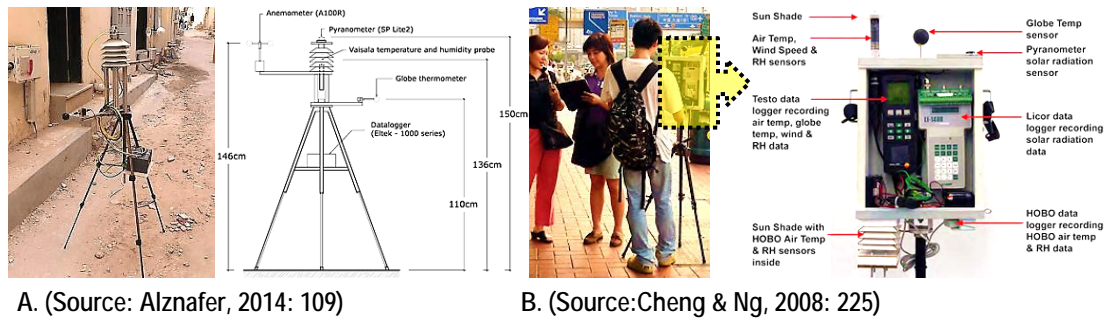 Anemometer (A100R)
Pyranometer (SP Lite2)
Vaisala temperature and humidity probe
Globe thermometer
Datalogger
(Eltek - 1000 series)
146cm
110cm
136cm
150cm
Sun Shade
Air Temp,
Wind Speed &
RH sensors
Testo data
logger recording
air temp, globe
temp, wind &
RH data
Sun Shade with
HOBO Air Temp
& RH sensors
inside
Globe Temp
sensor
Pyranometer
solar radiation
sensor
Licor data
logger recording
solar radiation
data
HOBO data
logger recording
HOBO air temp
& RH data
A. (Source: Alznafer, 2014: 109)
B. (Source:Cheng & Ng, 2008: 225)